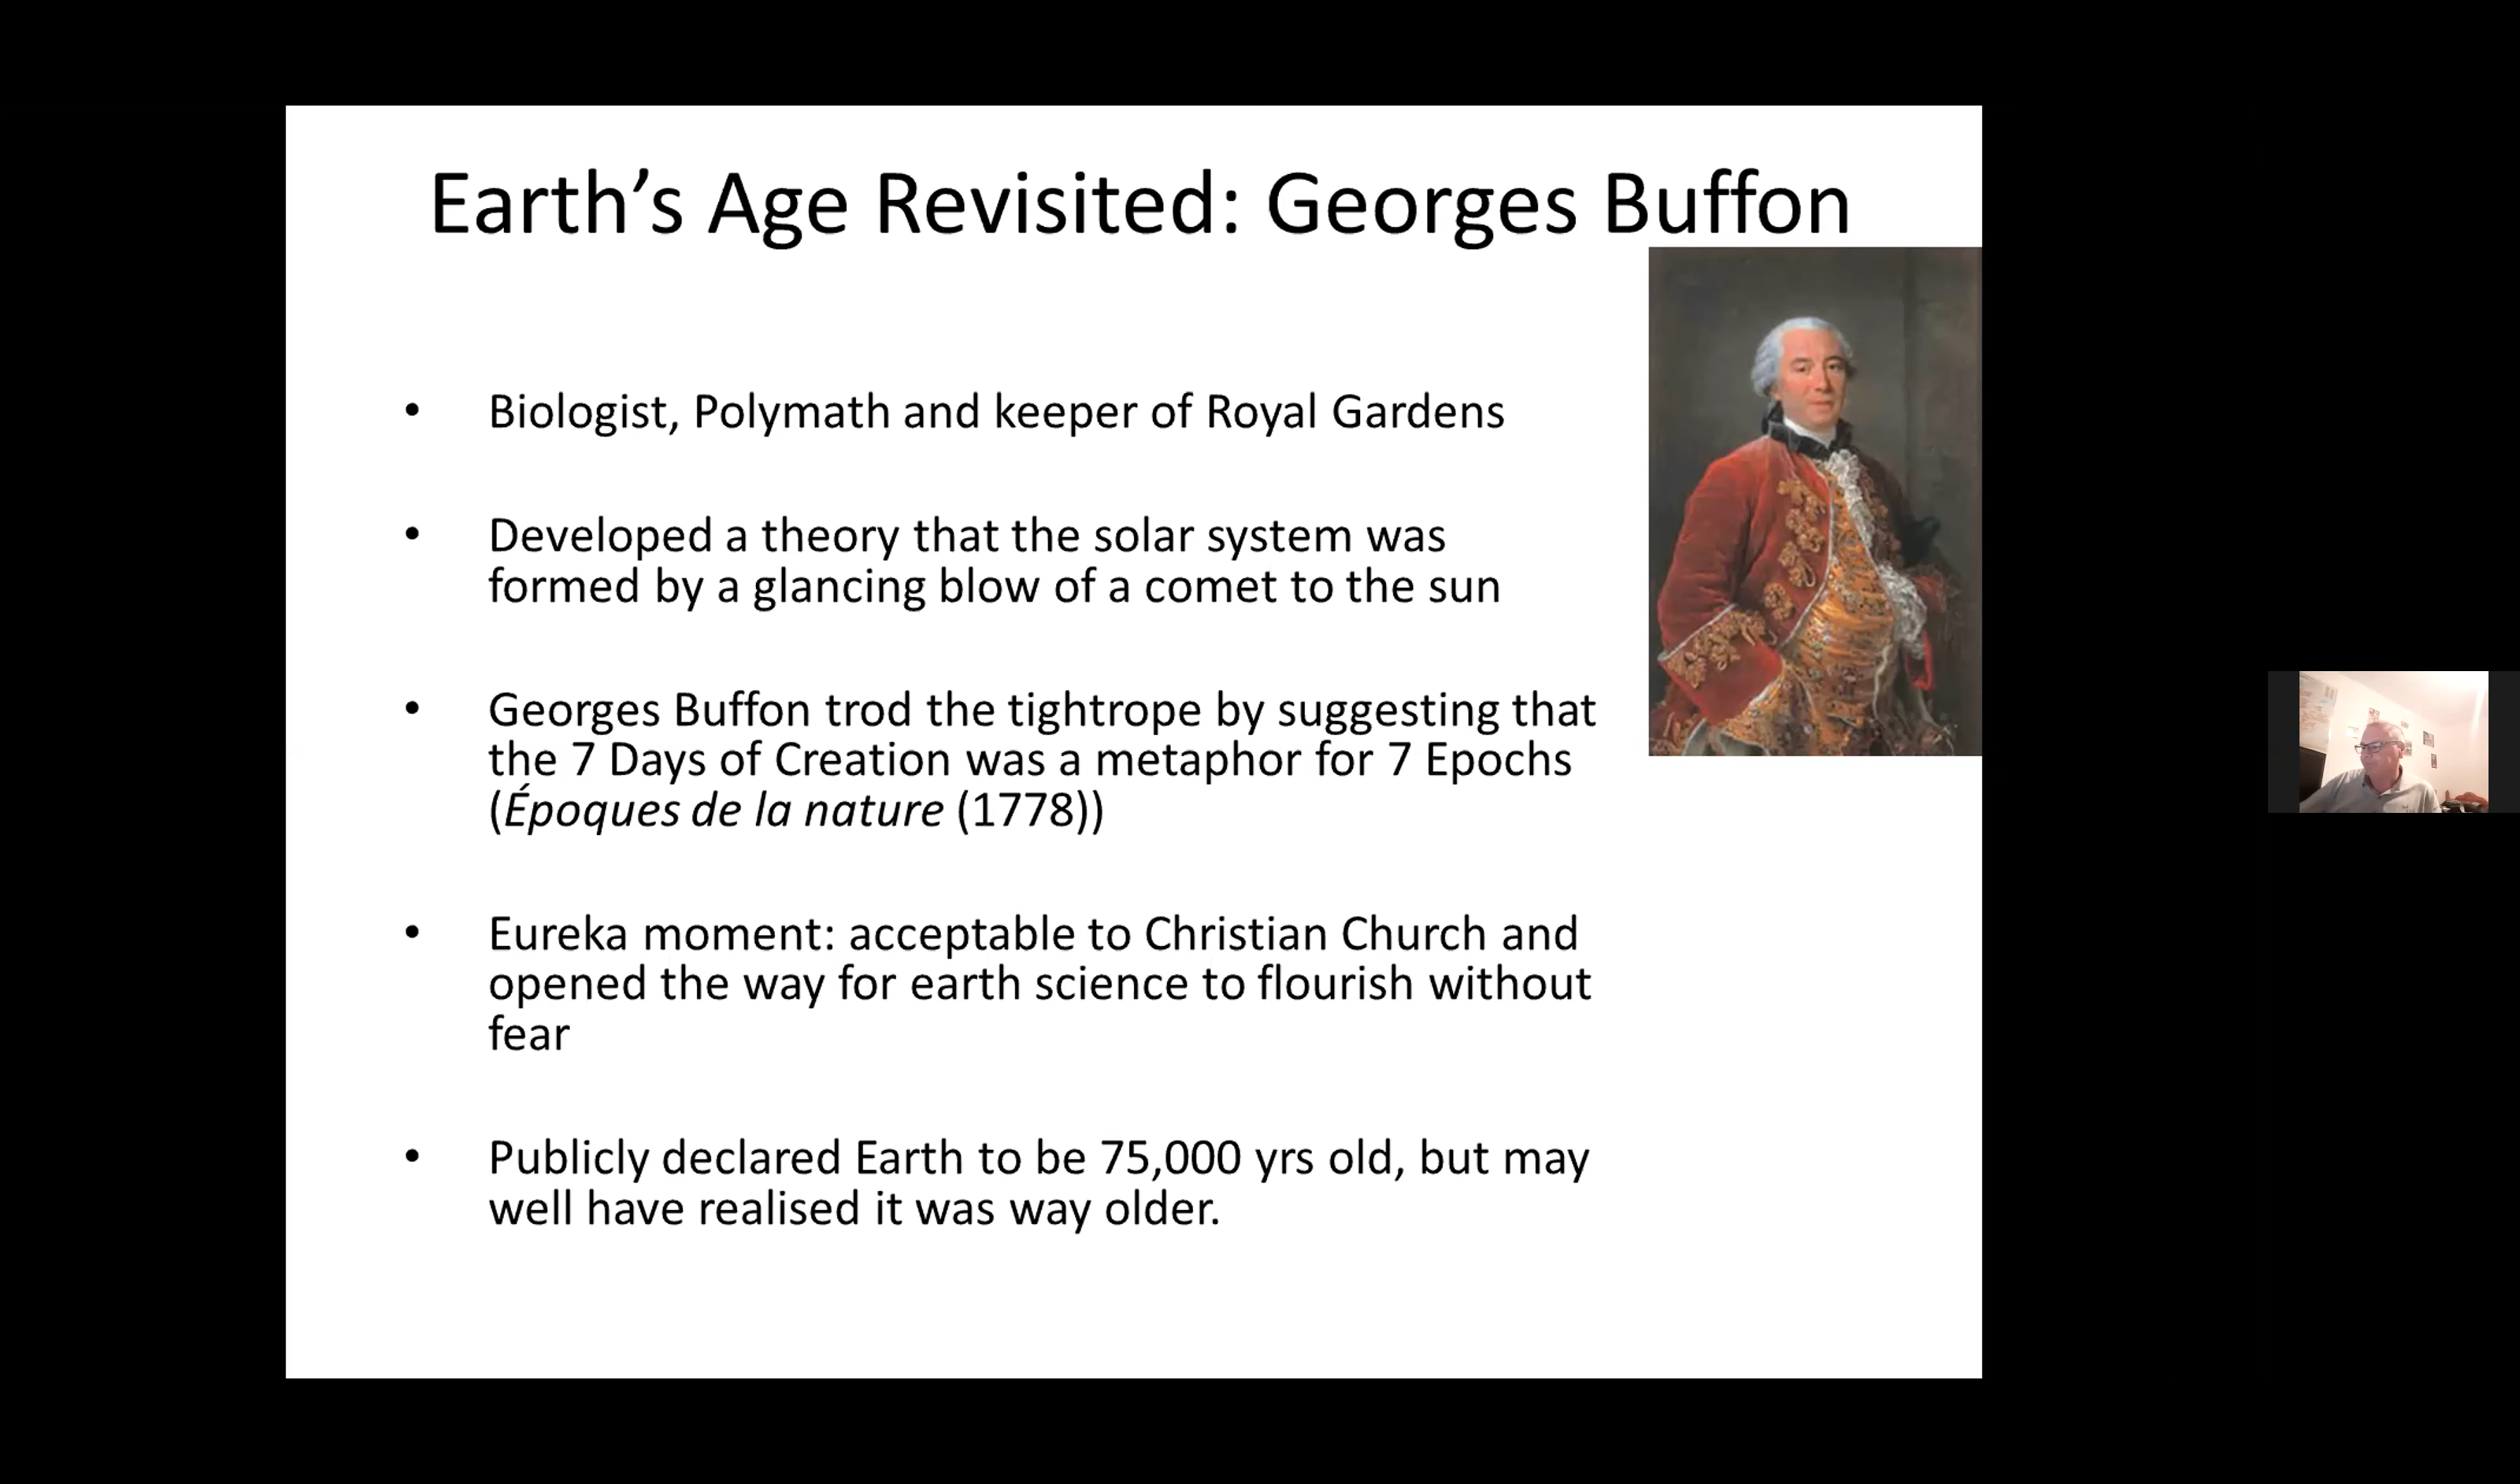 Earth’s Age Revisited: Georges Buffon
• Biologist, Polymath and keeper of Royal Gardens
• Developed a theory that the solar system was
formed by a glancing blow of a comet to the sun
• Georges Buffon trod the tightrope by suggesting that
the 7 Days of Creation was a metaphor for 7 Epochs
(Époques de la nature (1778))
• Eureka moment: acceptable to Christian Church and
opened the way for earth science to flourish without
fear
• Publicly declared Earth to be 75,000 yrs old, but may
well have realised it was way older.